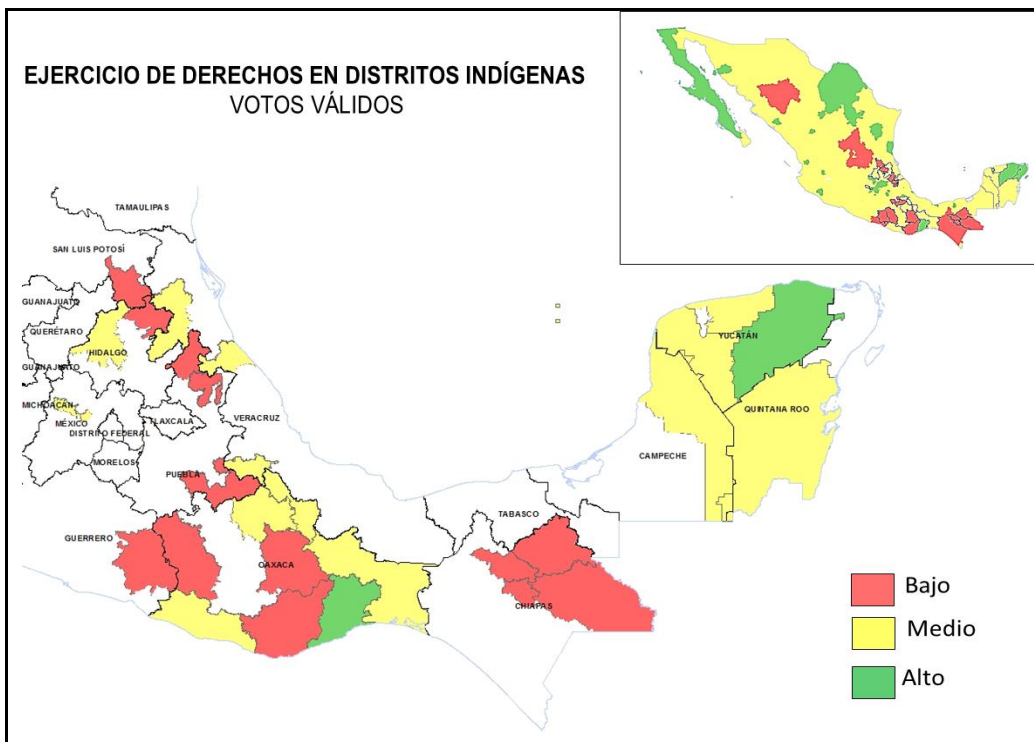 EJERCICIO DE DERECHOS EN DISTRITOS INDÍGENAS
VOTOS VÁLIDOS
TAMAULIPAS
SAN LUIS POTOSÌ
GUANAJUATO
QUERÉTARO
HIDALGO
GUANAJUATO
MICHOACÁN
MÉXICO
DISTRITO FEDERAL
TLAXCALA
VERACRUZ
MORELOS
PUEBLA
GUERRERO
OAXACA
TABASCO
CHIAPAS
CAMPECHE
YUCATÁN
QUINTANA ROO
Bajo
Medio
Alto